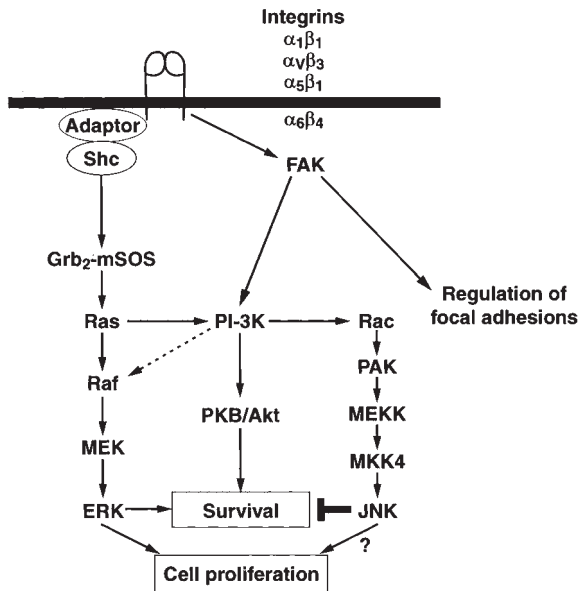 Integrins
α1β1
αvβ3
α5β1
α6β4
Adaptor
Shc
FAK
Grb2-mSOS
Regulation of
focal adhesions
Ras
PI-3K
Rac
Raf
PAK
PKB/Akt
MEKK
MEK
MKK4
ERK
Survival
JNK
?
Cell proliferation